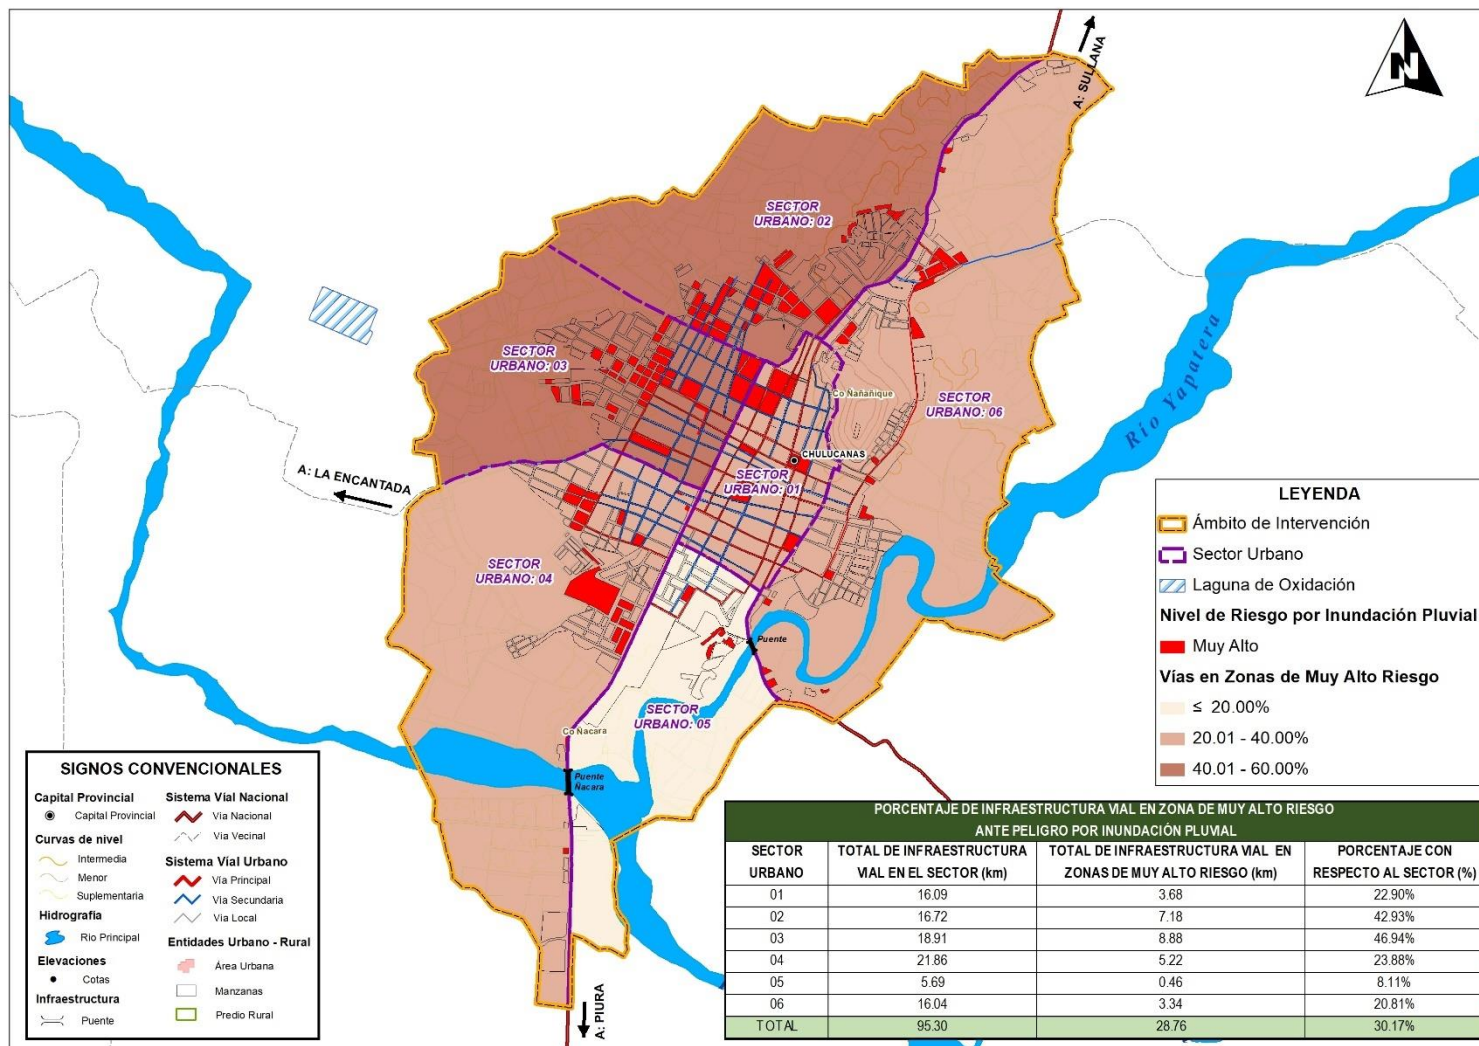 A: SULLANA
N
SECTOR
URBANO: 02
SECTOR
URBANO: 03
Río Yapatera
Co Ñañañique
SECTOR
URBANO: 06
CHULUCANAS
A: LA ENCANTADA
SECTOR
URBANO: 01
SECTOR
URBANO: 04
Puente
SECTOR
URBANO: 05
Co Ñacara
Puente
Ñacara
A: PIURA
LEYENDA
Ámbito de Intervención
Sector Urbano
Laguna de Oxidación
Nivel de Riesgo por Inundación Pluvial
Muy Alto
Vías en Zonas de Muy Alto Riesgo
≤ 20.00%
20.01 - 40.00%
40.01 - 60.00%
SIGNOS CONVENCIONALES
Capital Provincial
Capital Provincial
Curvas de nivel
Intermedia
Menor
Suplementaria
Hidrografía
Rio Principal
Elevaciones
Cotas
Infraestructura
Puente
Sistema Víal Nacional
Via Nacional
Via Vecinal
Sistema Víal Urbano
Vía Principal
Via Secundaria
Via Local
Entidades Urbano - Rural
Área Urbana
Manzanas
Predio Rural
PORCENTAJE DE INFRAESTRUCTURA VIAL EN ZONA DE MUY ALTO RIESGO
ANTE PELIGRO POR INUNDACIÓN PLUVIAL
SECTOR URBANO TOTAL DE INFRAESTRUCTURA VIAL EN EL SECTOR (km) TOTAL DE INFRAESTRUCTURA VIAL EN ZONAS DE MUY ALTO RIESGO (km) PORCENTAJE CON RESPECTO AL SECTOR (%)
01 16.09 3.68 22.90%
02 16.72 7.18 42.93%
03 18.91 8.88 46.94%
04 21.86 5.22 23.88%
05 5.69 0.46 8.11%
06 16.04 3.34 20.81%
TOTAL 95.30 28.76 30.17%